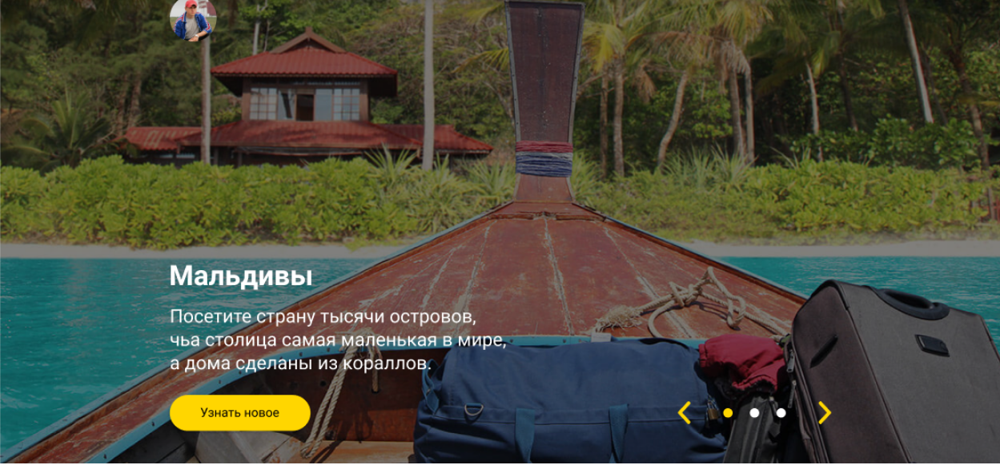 Мальдивы
Посетите страну тысячи островов,
чьа столица самая маленькая в мире,
а дома сделаны из кораллов.
Узнать новое